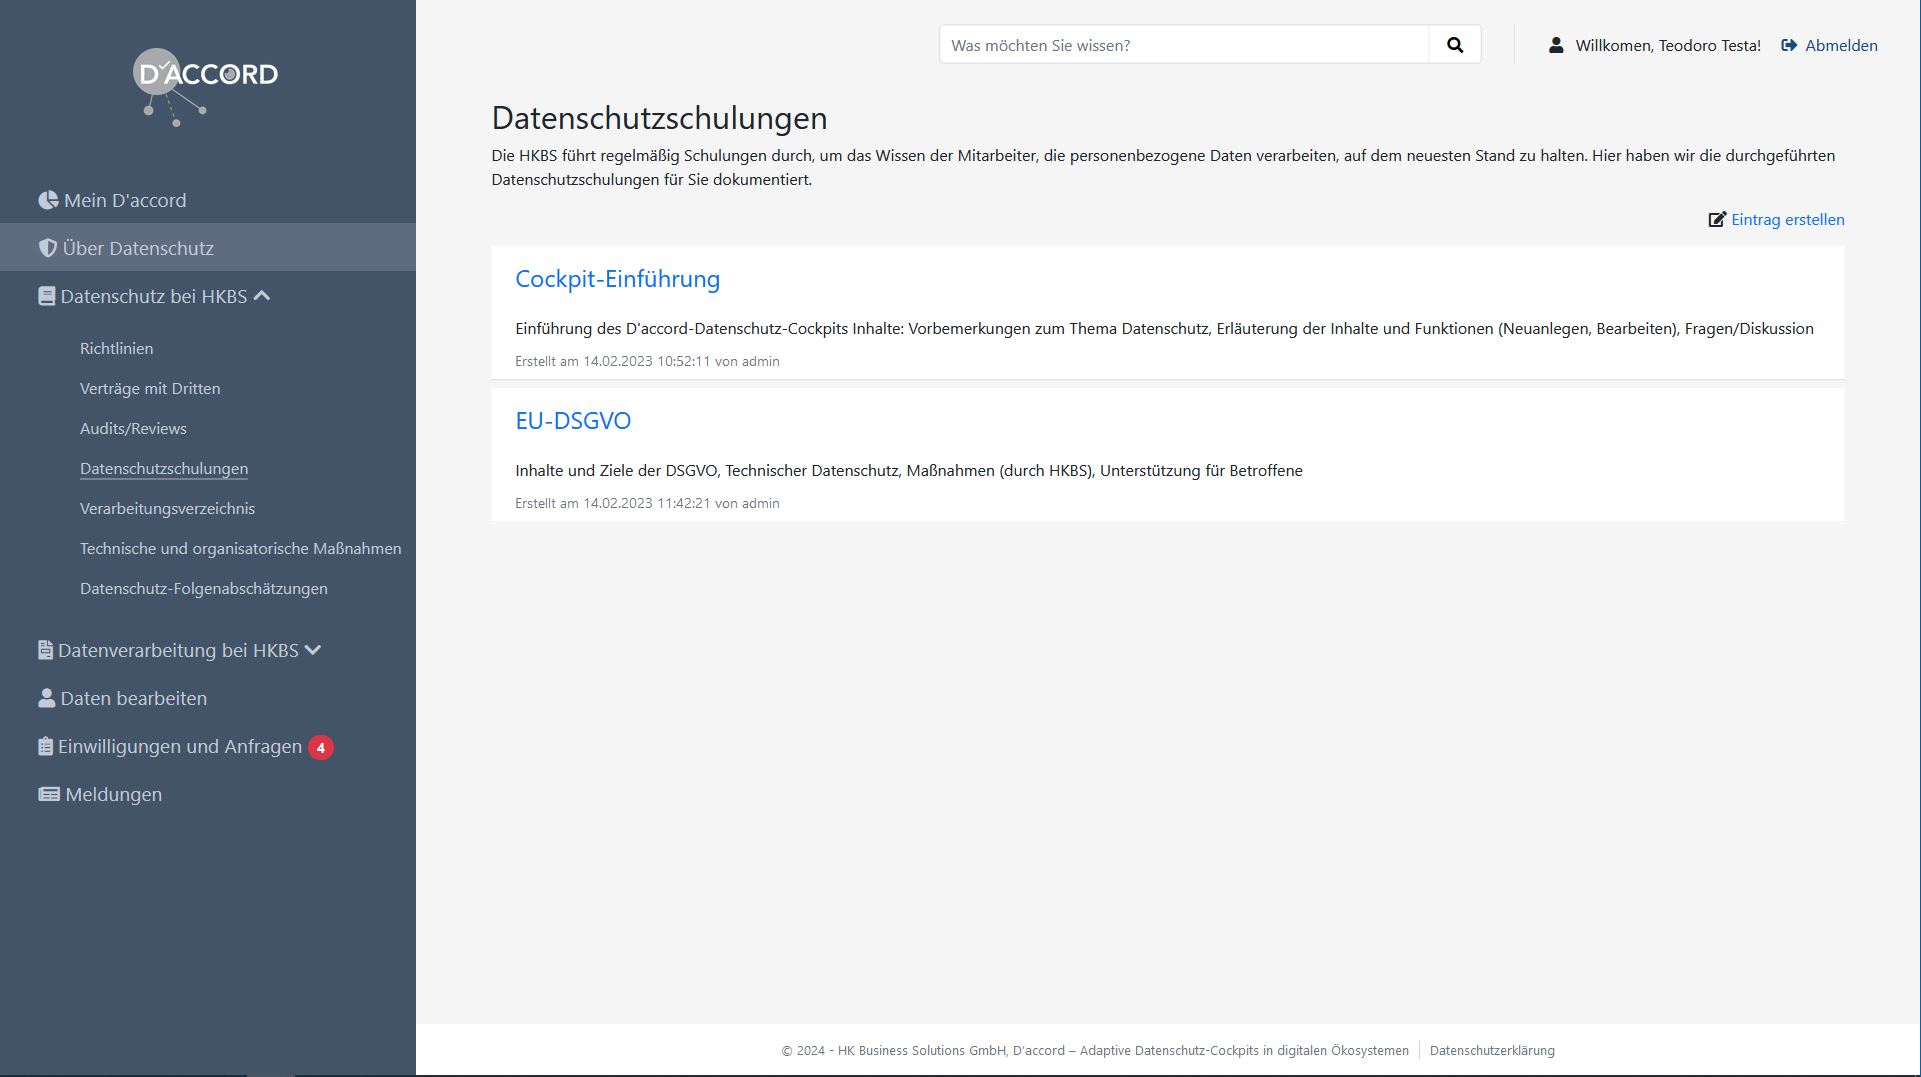 D'ACCORD
Mein D'accord
Über Datenschutz
Datenschutz bei HKBS
Richtlinien
Verträge mit Dritten
Audits/Reviews
Datenschutzschulungen
Verarbeitungsverzeichnis
Technische und organisatorische Maßnahmen
Datenschutz-Folgenabschätzungen
Datenverarbeitung bei HKBS
Daten bearbeiten
Einwilligungen und Anfragen 4
Meldungen
Was möchten Sie wissen?
Willkomen, Teodoro Testa! Abmelden
Datenschutzschulungen
Die HKBS führt regelmäßig Schulungen durch, um das Wissen der Mitarbeiter, die personenbezogene Daten verarbeiten, auf dem neuesten Stand zu halten. Hier haben wir die durchgeführten
Datenschutzschulungen für Sie dokumentiert.
Eintrag erstellen
Cockpit-Einführung
Einführung des D'accord-Datenschutz-Cockpits Inhalte: Vorbemerkungen zum Thema Datenschutz, Erläuterung der Inhalte und Funktionen (Neuanlegen, Bearbeiten), Fragen/Diskussion
Erstellt am 14.02.2023 10:52:11 von admin
EU-DSGVO
Inhalte und Ziele der DSGVO, Technischer Datenschutz, Maßnahmen (durch HKBS), Unterstützung für Betroffene
Erstellt am 14.02.2023 11:42:21 von admin
© 2024 - HK Business Solutions GmbH, D'accord – Adaptive Datenschutz-Cockpits in digitalen Ökosystemen
Datenschutzerklärung